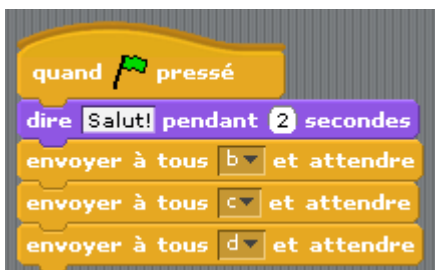 quand pressé
dire Salut! pendant 2 secondes
envoyer à tous b et attendre
envoyer à tous c et attendre
envoyer à tous d et attendre